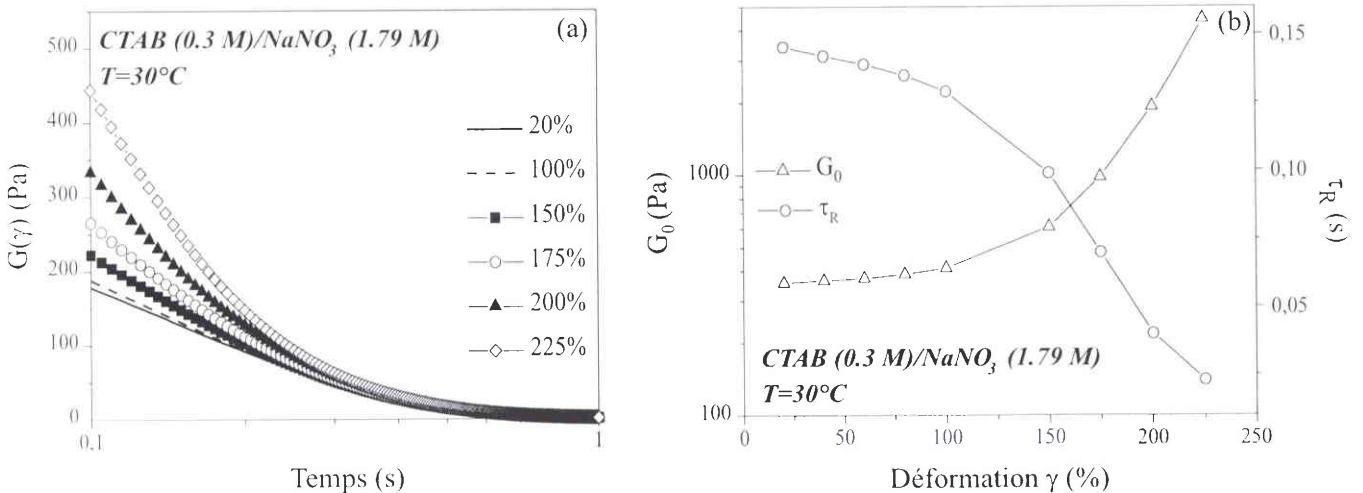 (a)
CTAB (0.3 M)/NaNO3 (1.79 M)
T=30°C
500
400
300
200
100
0
G(γ) (Pa)
20%
100%
150%
175%
200%
225%
0.1
1
Temps (s)
(b)
1000
100
G0 (Pa)
G0
τR
CTAB (0.3 M)/NaNO3 (1.79 M)
T=30°C
0,15
0,10
0,05
τR (s)
0
50
100
150
200
250
Déformation γ (%)